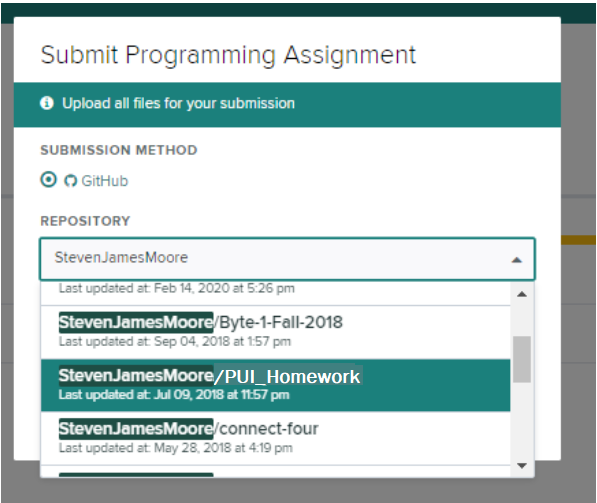 Submit Programming Assignment
Upload all files for your submission
SUBMISSION METHOD
GitHub
REPOSITORY
StevenJamesMoore
Last updated at: Feb 14, 2020 at 5:26 pm
StevenJamesMoore/Byte-1-Fall-2018
Last updated at: Sep 04, 2018 at 1:57 pm
StevenJamesMoore/PUI_Homework
Last updated at: Jul 09, 2018 at 11:57 pm
StevenJamesMoore/connect-four
Last updated at: May 28, 2018 at 4:19 pm